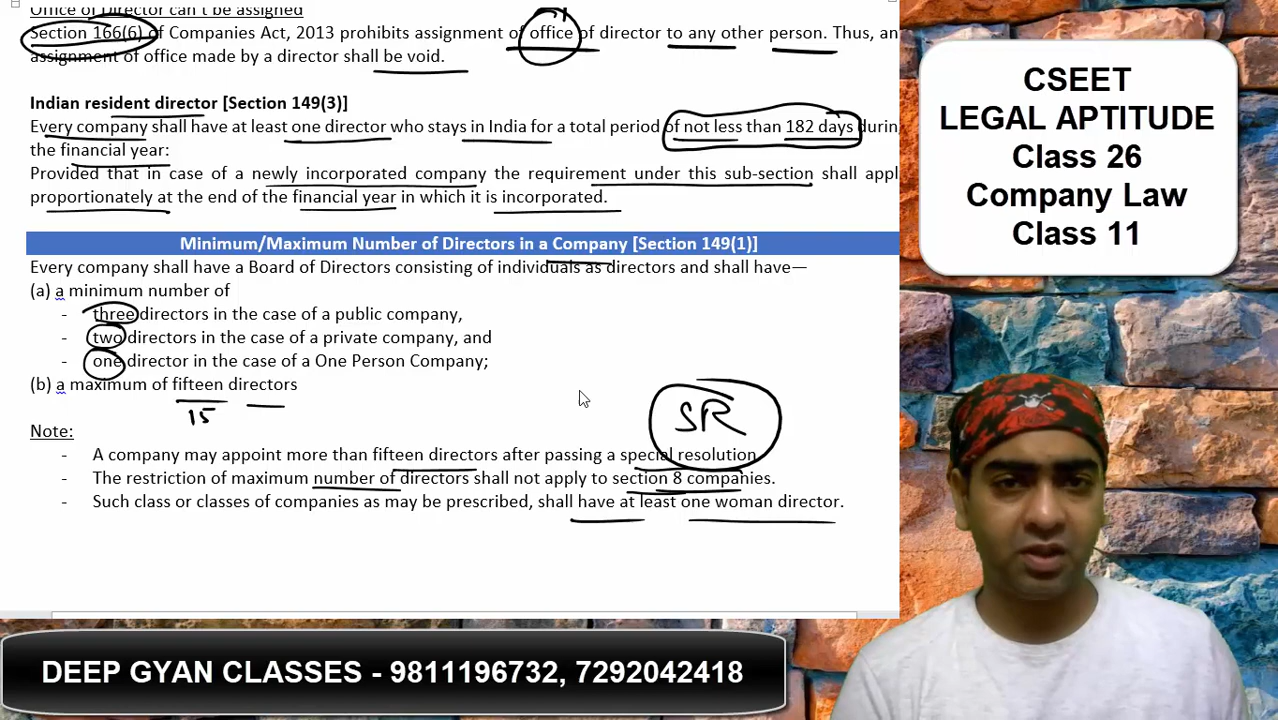 Office of Director can't be assigned
Section 166(6) of Companies Act, 2013 prohibits assignment of office of director to any other person. Thus, an
assignment of office made by a director shall be void.
Indian resident director [Section 149(3)]
Every company shall have at least one director who stays in India for a total period of not less than 182 days durin
the financial year:
Provided that in case of a newly incorporated company the requirement under this sub-section shall appl
proportionately at the end of the financial year in which it is incorporated.
Minimum/Maximum Number of Directors in a Company [Section 149(1)]
Every company shall have a Board of Directors consisting of individuals as directors and shall have—
(a) a minimum number of
- three directors in the case of a public company,
- two directors in the case of a private company, and
- one director in the case of a One Person Company;
(b) a maximum of fifteen directors
15
SR
Note:
- A company may appoint more than fifteen directors after passing a special resolution
- The restriction of maximum number of directors shall not apply to section 8 companies.
- Such class or classes of companies as may be prescribed, shall have at least one woman director.
CSEET
LEGAL APTITUDE
Class 26
Company Law
Class 11
DEEP GYAN CLASSES - 9811196732, 7292042418